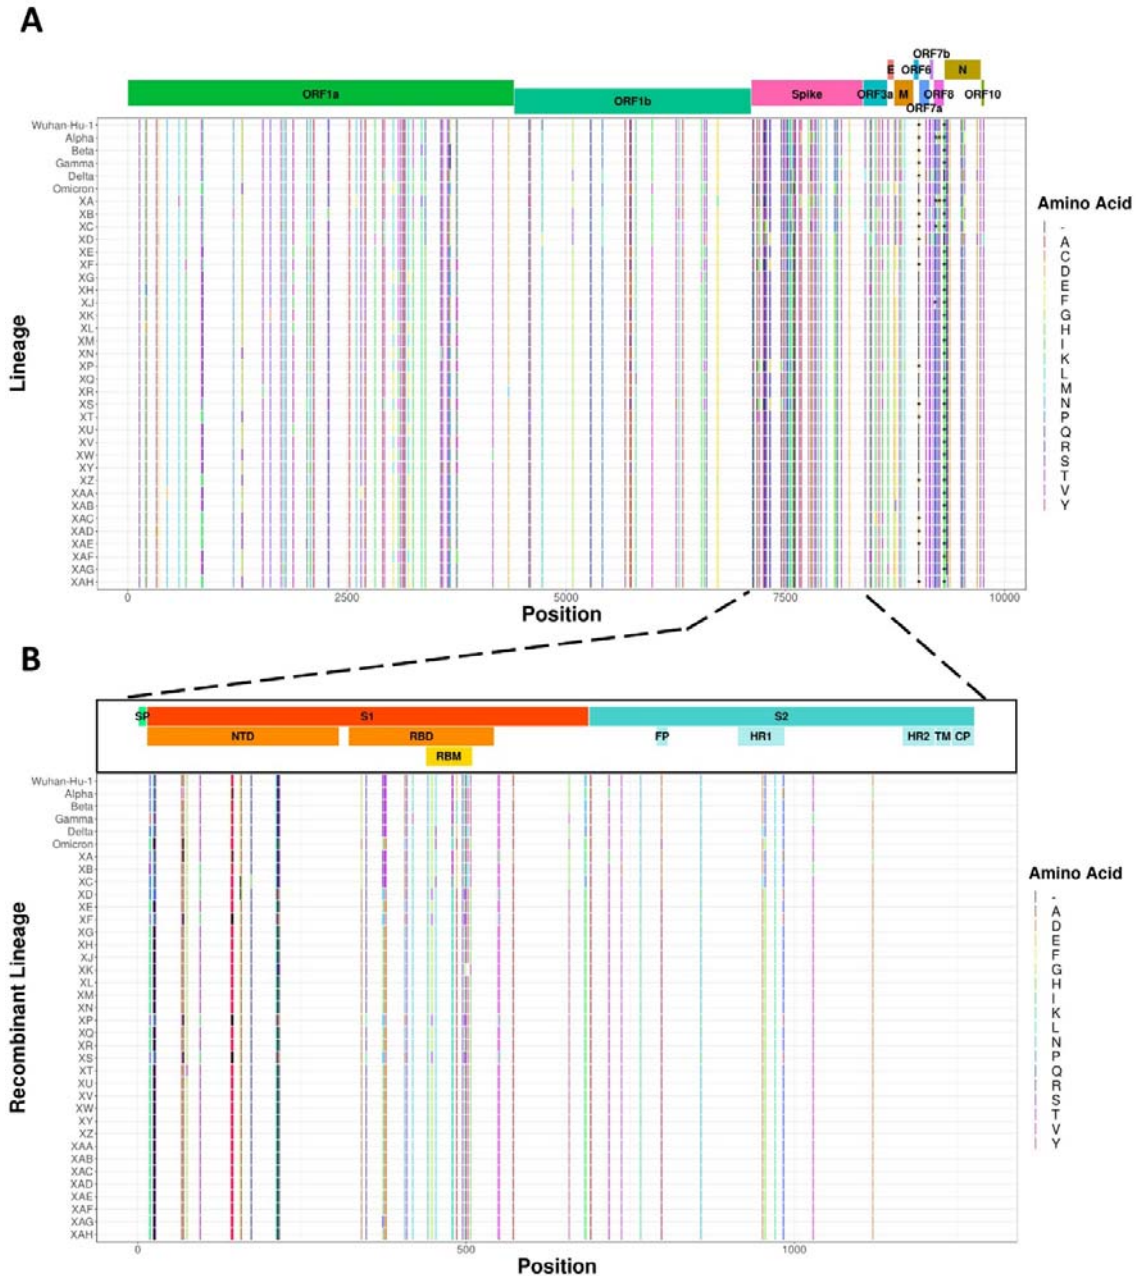 A
ORF7b
E ORF6 N
ORF1a ORF1b Spike ORF3a M ORF8 ORF10
ORF7a
Lineage
Wuhan-Hu-1
Alpha
Beta
Gamma
Delta
Omicron
XA
XB
XC
XD
XE
XF
XG
XH
XJ
XK
XL
XM
XN
XP
XQ
XR
XS
XT
XU
XV
XW
XY
XZ
XAA
XAB
XAC
XAD
XAE
XAF
XAG
XAH
0 2500 5000 7500 10000
Position
Amino Acid
-
A
C
D
E
F
G
H
I
K
L
M
N
P
Q
R
S
T
V
Y
B
SP S1 S2
NTD RBD FP HR1 HR2 TM CP
RBM
Recombinant Lineage
Wuhan-Hu-1
Alpha
Beta
Gamma
Delta
Omicron
XA
XB
XC
XD
XE
XF
XG
XH
XJ
XK
XL
XM
XN
XP
XQ
XR
XS
XT
XU
XV
XW
XY
XZ
XAA
XAB
XAC
XAD
XAE
XAF
XAG
XAH
0 500 1000
Position
Amino Acid
-
A
D
E
F
G
H
I
K
L
N
P
Q
R
S
T
V
Y